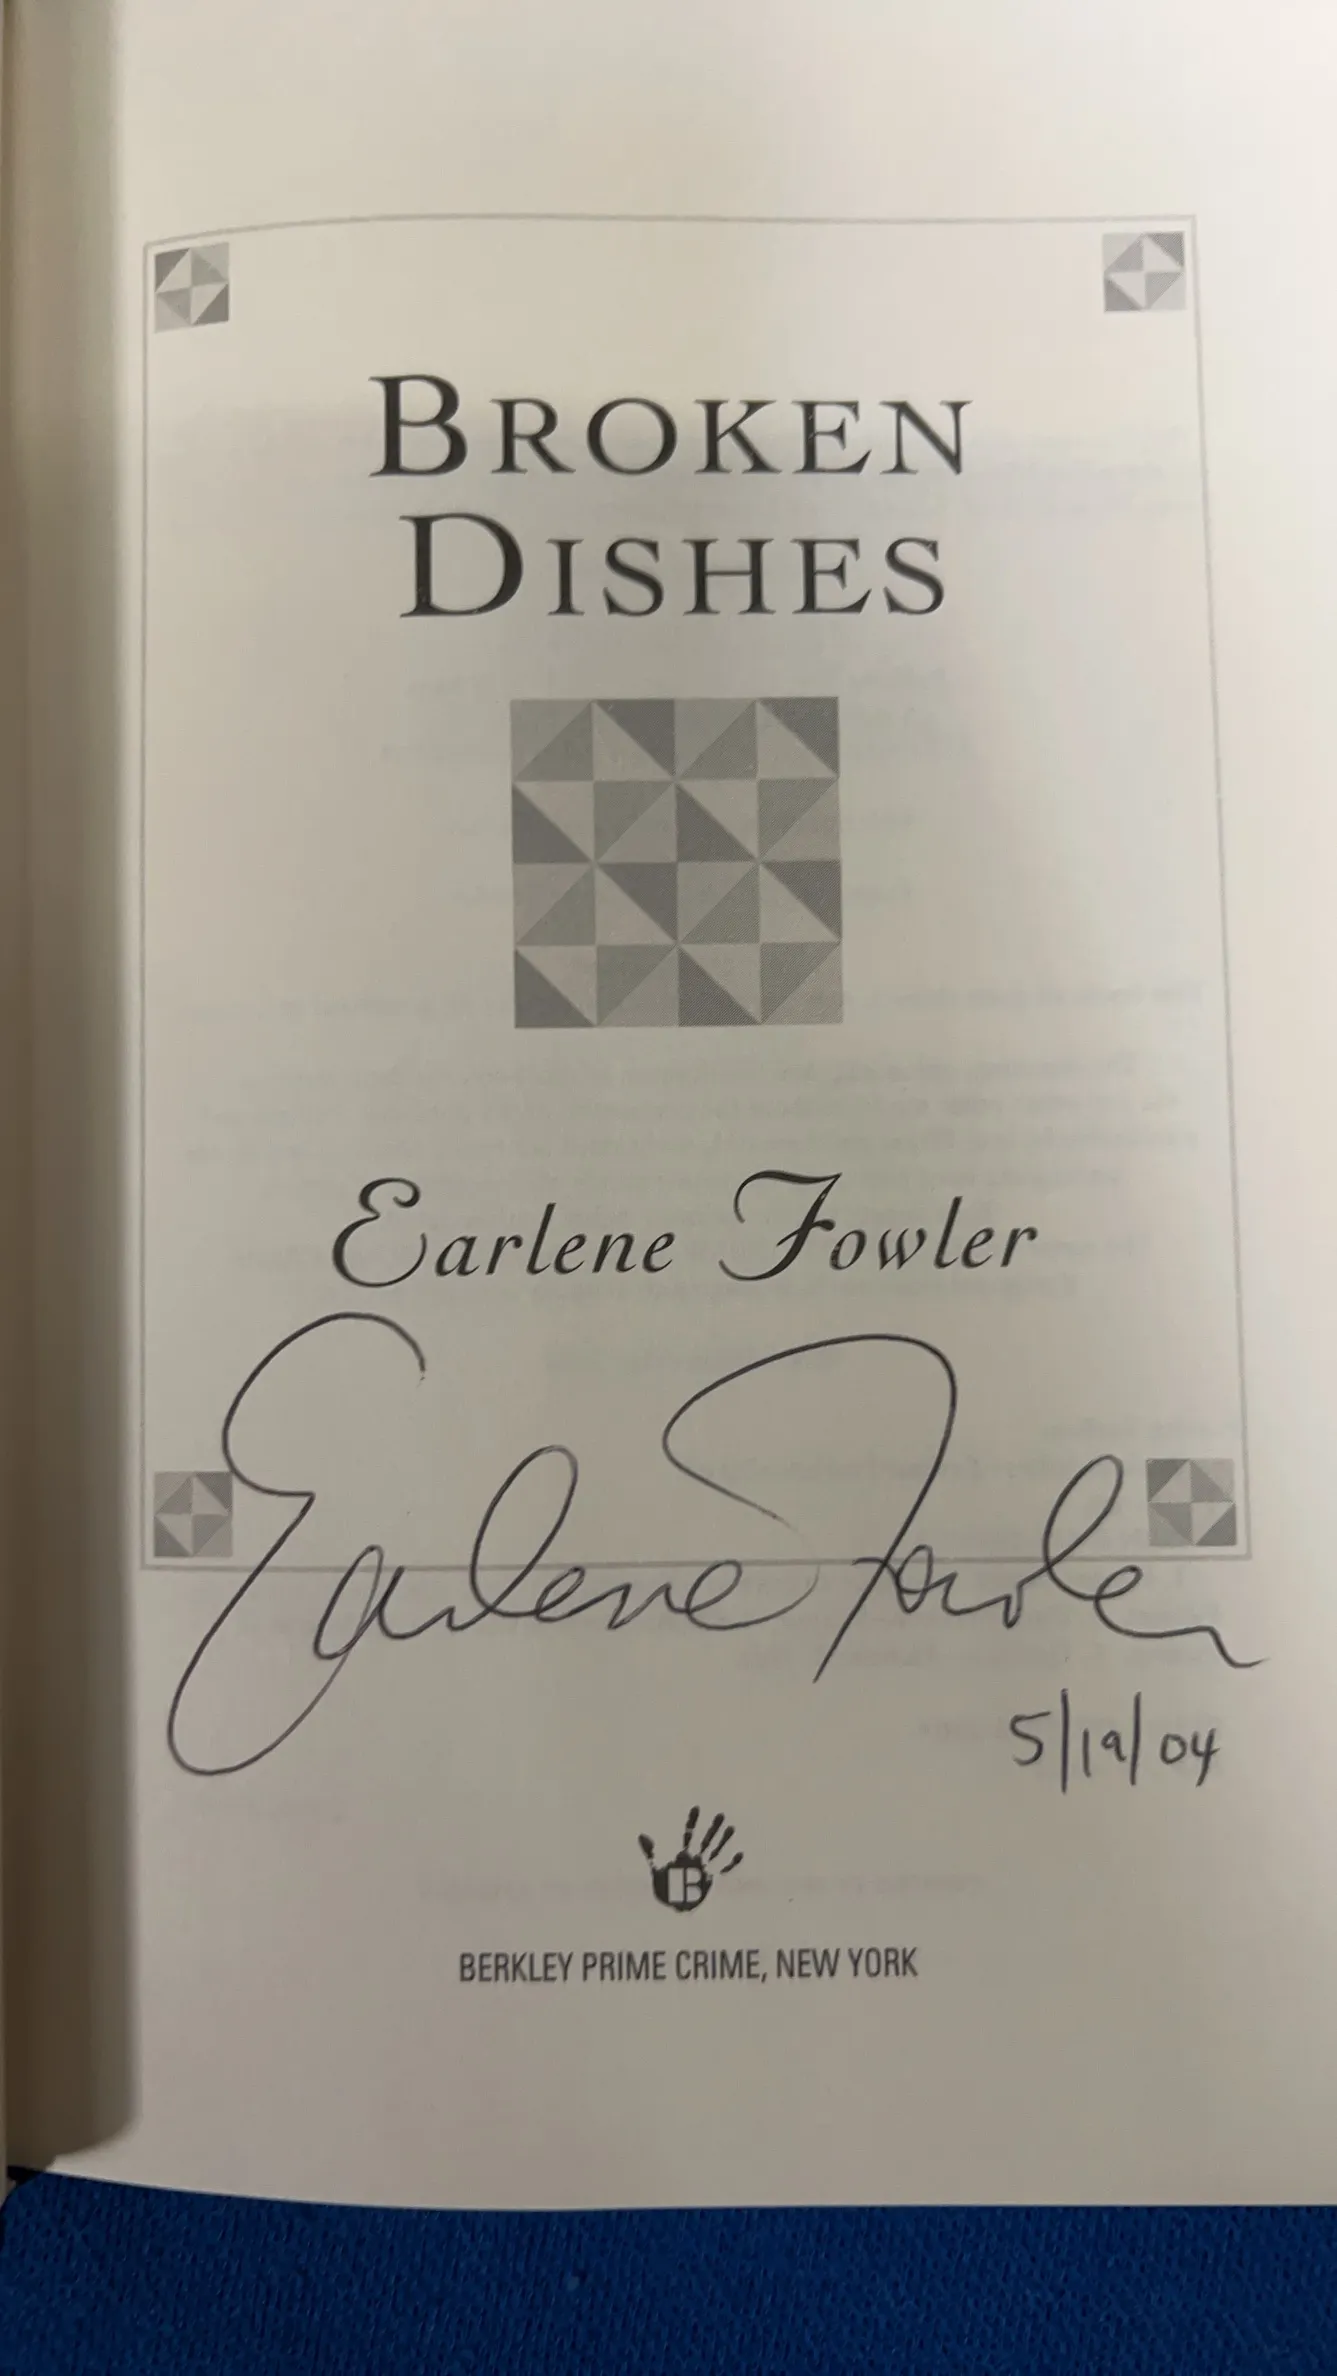 BROKEN
DISHES
Earlene Fowler
Earlene Fowler
5/19/04
B
BERKLEY PRIME CRIME, NEW YORK